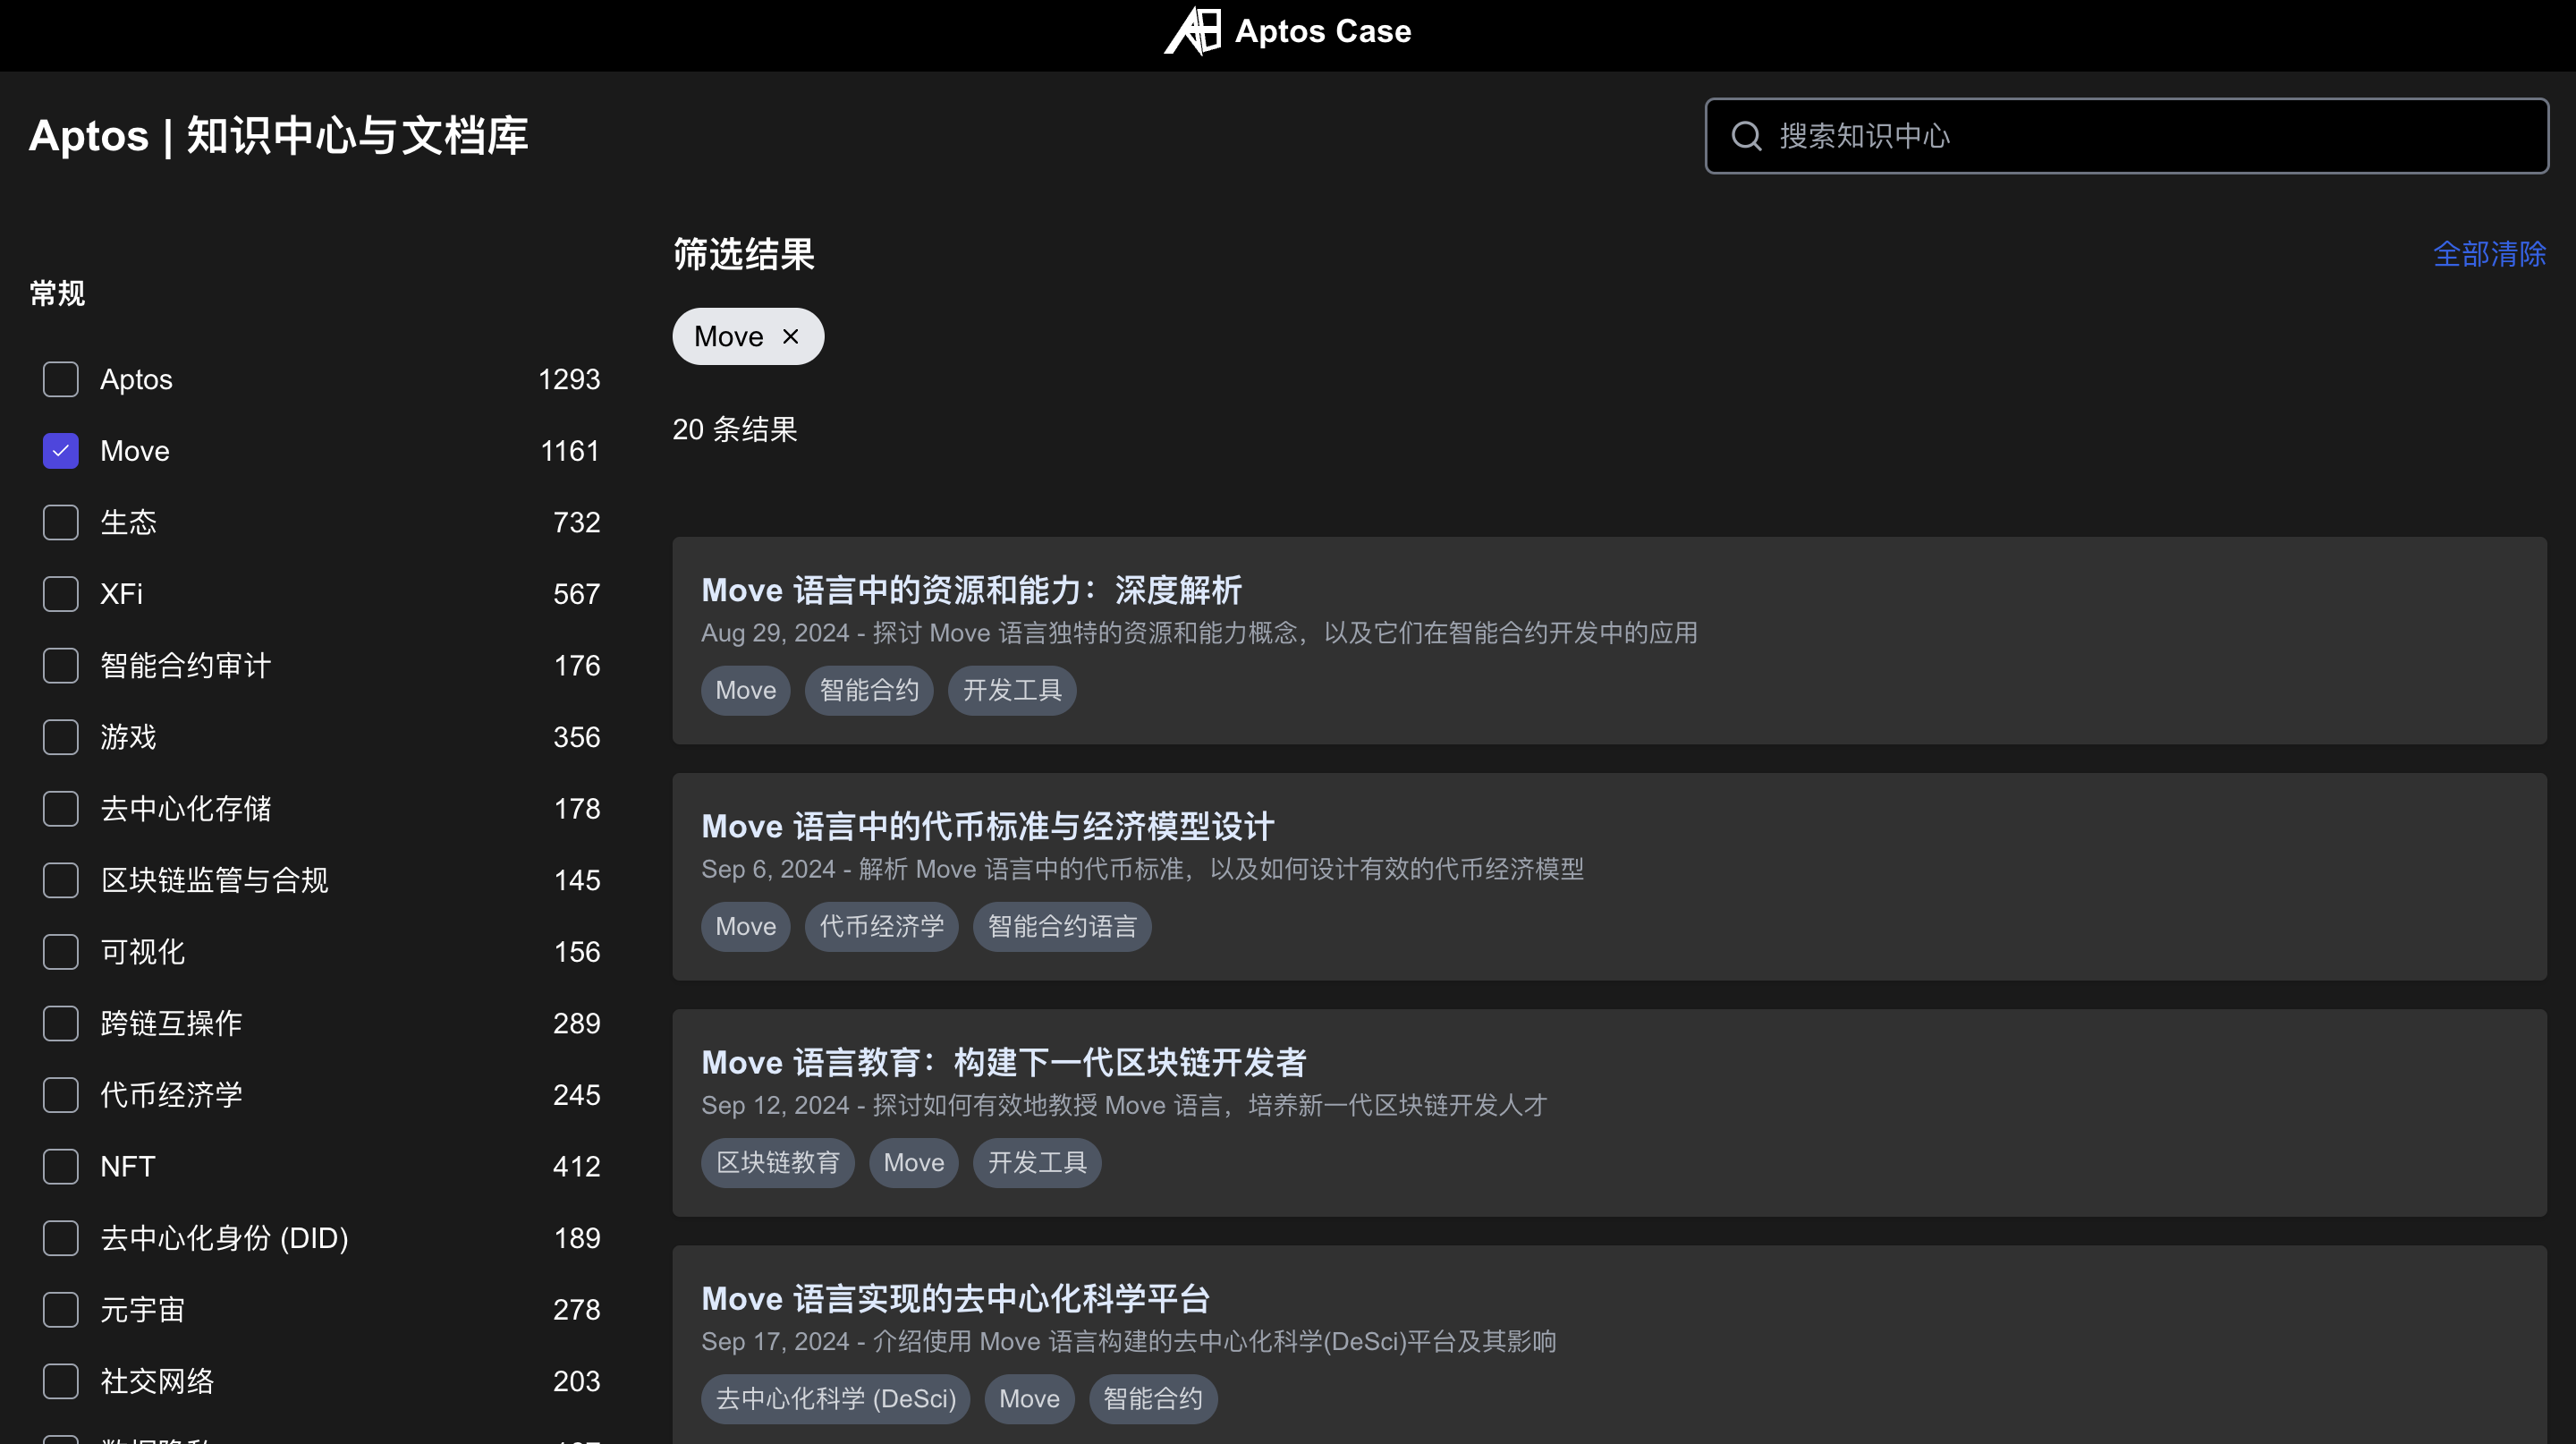 Aptos Case
Aptos | 知识中心与文档库
搜索知识中心
常规
Aptos 1293
Move 1161
生态 732
XFi 567
智能合约审计 176
游戏 356
去中心化存储 178
区块链监管与合规 145
可视化 156
跨链互操作 289
代币经济学 245
NFT 412
去中心化身份 (DID) 189
元宇宙 278
社交网络 203
筛选结果
全部清除
Move ×
20 条结果
Move 语言中的资源和能力：深度解析
Aug 29, 2024 - 探讨 Move 语言独特的资源和能力概念，以及它们在智能合约开发中的应用
Move 智能合约 开发工具
Move 语言中的代币标准与经济模型设计
Sep 6, 2024 - 解析 Move 语言中的代币标准，以及如何设计有效的代币经济模型
Move 代币经济学 智能合约语言
Move 语言教育：构建下一代区块链开发者
Sep 12, 2024 - 探讨如何有效地教授 Move 语言，培养新一代区块链开发人才
区块链教育 Move 开发工具
Move 语言实现的去中心化科学平台
Sep 17, 2024 - 介绍使用 Move 语言构建的去中心化科学(DeSci)平台及其影响
去中心化科学 (DeSci) Move 智能合约